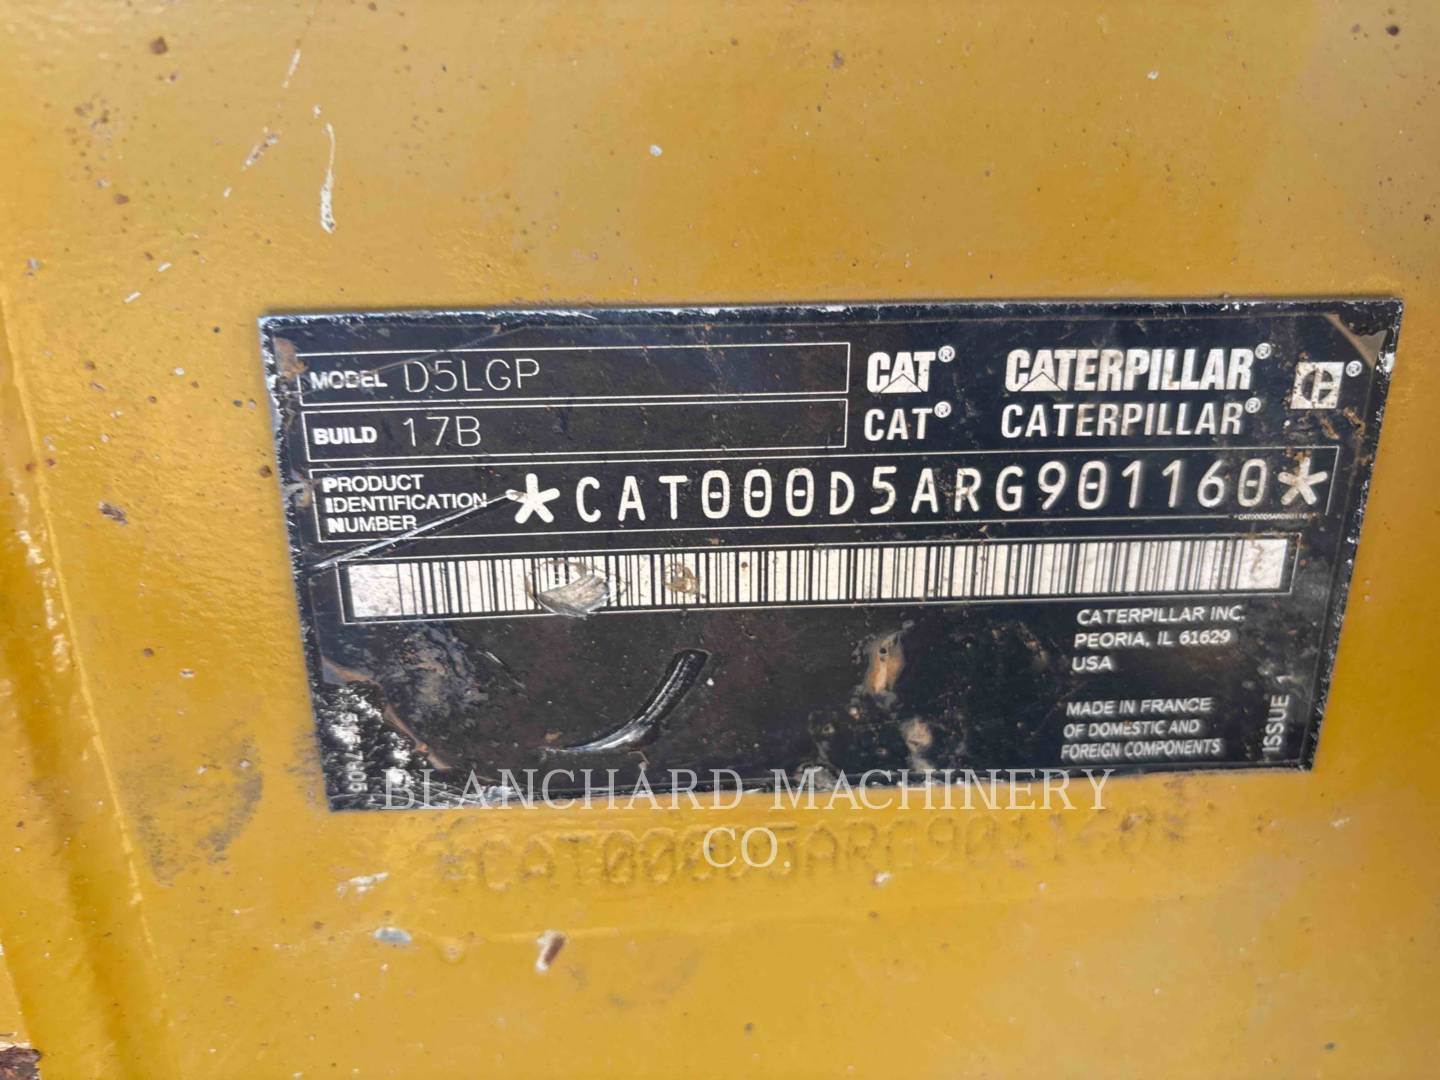 MODEL D5LGP
BUILD 17B
CAT® CATERPILLAR® ®
CAT® CATERPILLAR®
PRODUCT
IDENTIFICATION
NUMBER
*CAT000D5ARG901160*
CATERPILLAR INC.
PEORIA, IL 61629
USA
MADE IN FRANCE
OF DOMESTIC AND
FOREIGN COMPONENTS
ISSUE 1
BLANCHARD MACHINERY
CO.
*CAT000D5ARG901160*